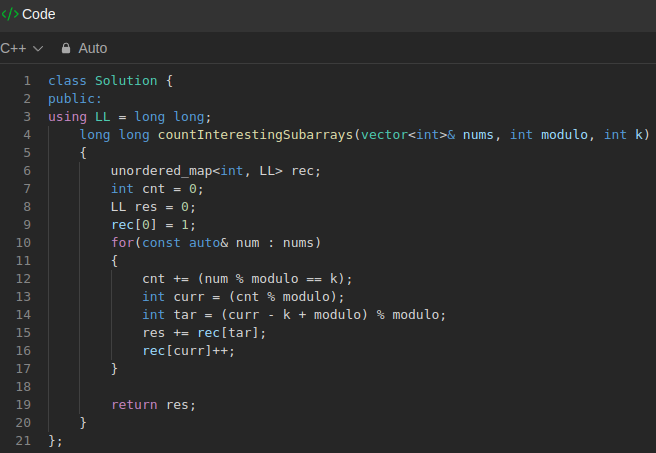 </> Code
C++ Auto
1 class Solution {
2 public:
3 using LL = long long;
4     long long countInterestingSubarrays(vector<int>& nums, int modulo, int k)
5     {
6         unordered_map<int, LL> rec;
7         int cnt = 0;
8         LL res = 0;
9         rec[0] = 1;
10         for(const auto& num : nums)
11         {
12             cnt += (num % modulo == k);
13             int curr = (cnt % modulo);
14             int tar = (curr - k + modulo) % modulo;
15             res += rec[tar];
16             rec[curr]++;
17         }
18
19         return res;
20     }
21 };